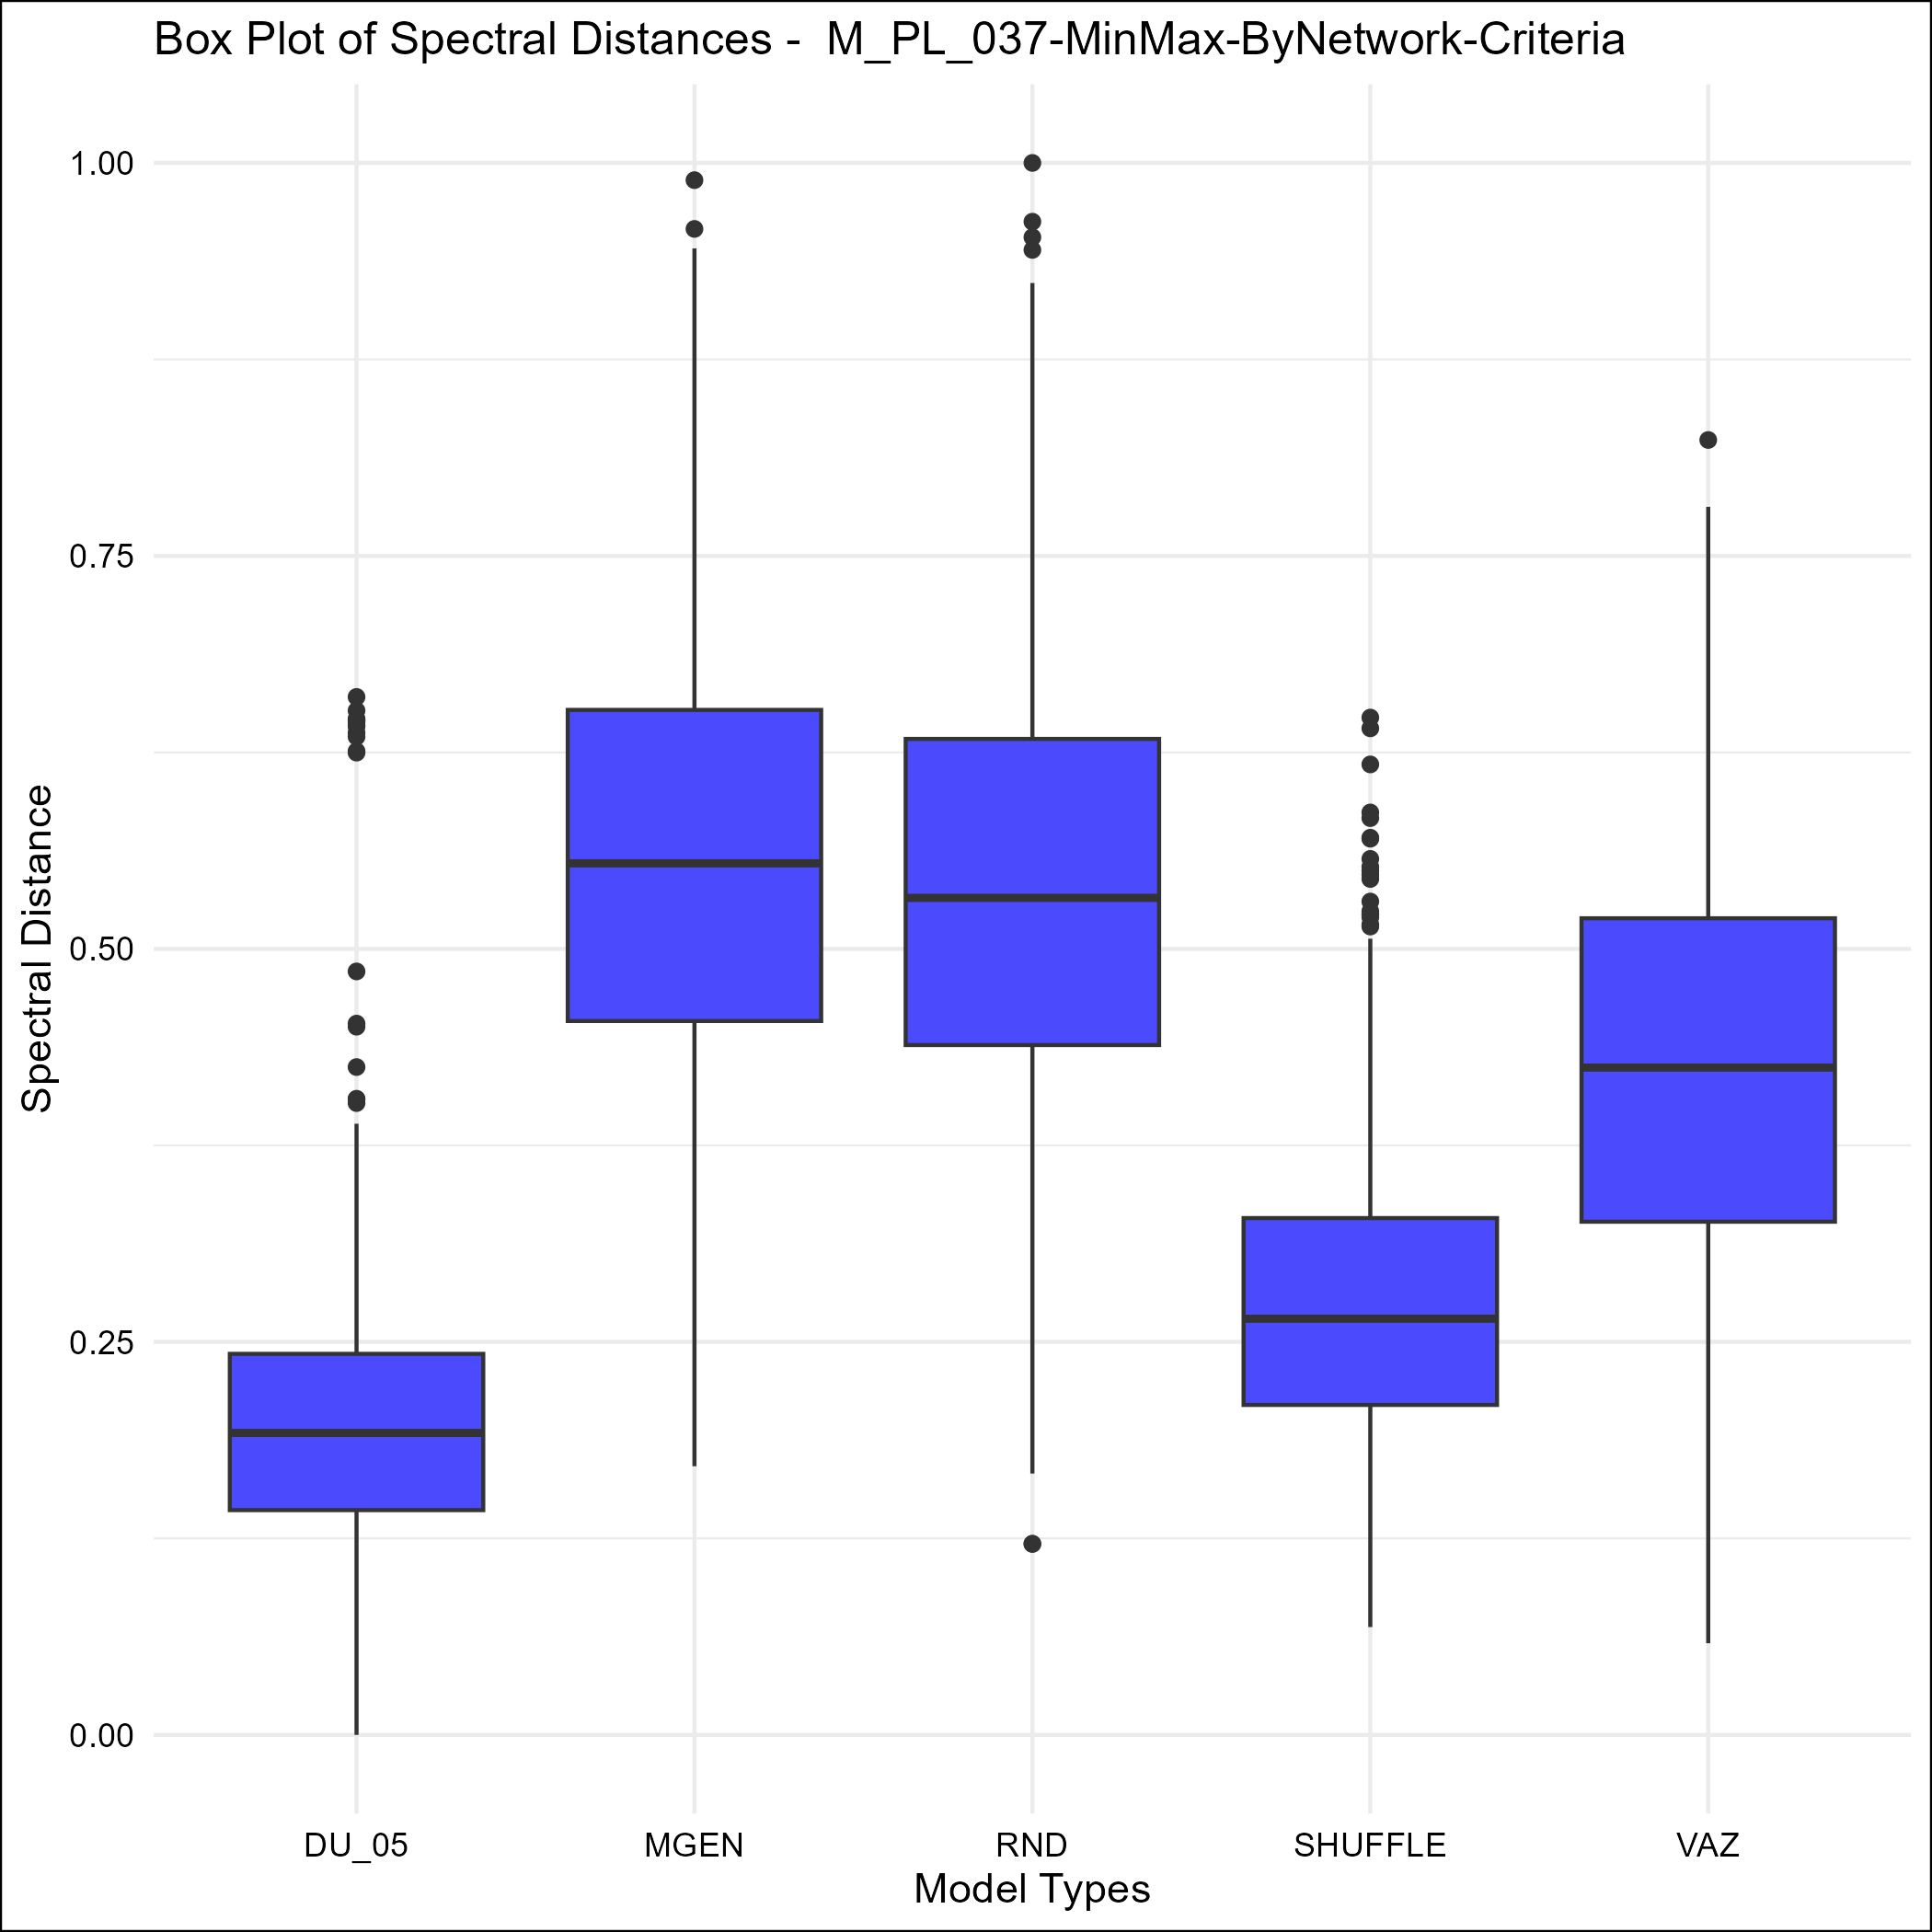 Box Plot of Spectral Distances -  M_PL_037-MinMax-ByNetwork-Criteria
Spectral Distance
1.00
0.75
0.50
0.25
0.00
DU_05 MGEN RND SHUFFLE VAZ
Model Types